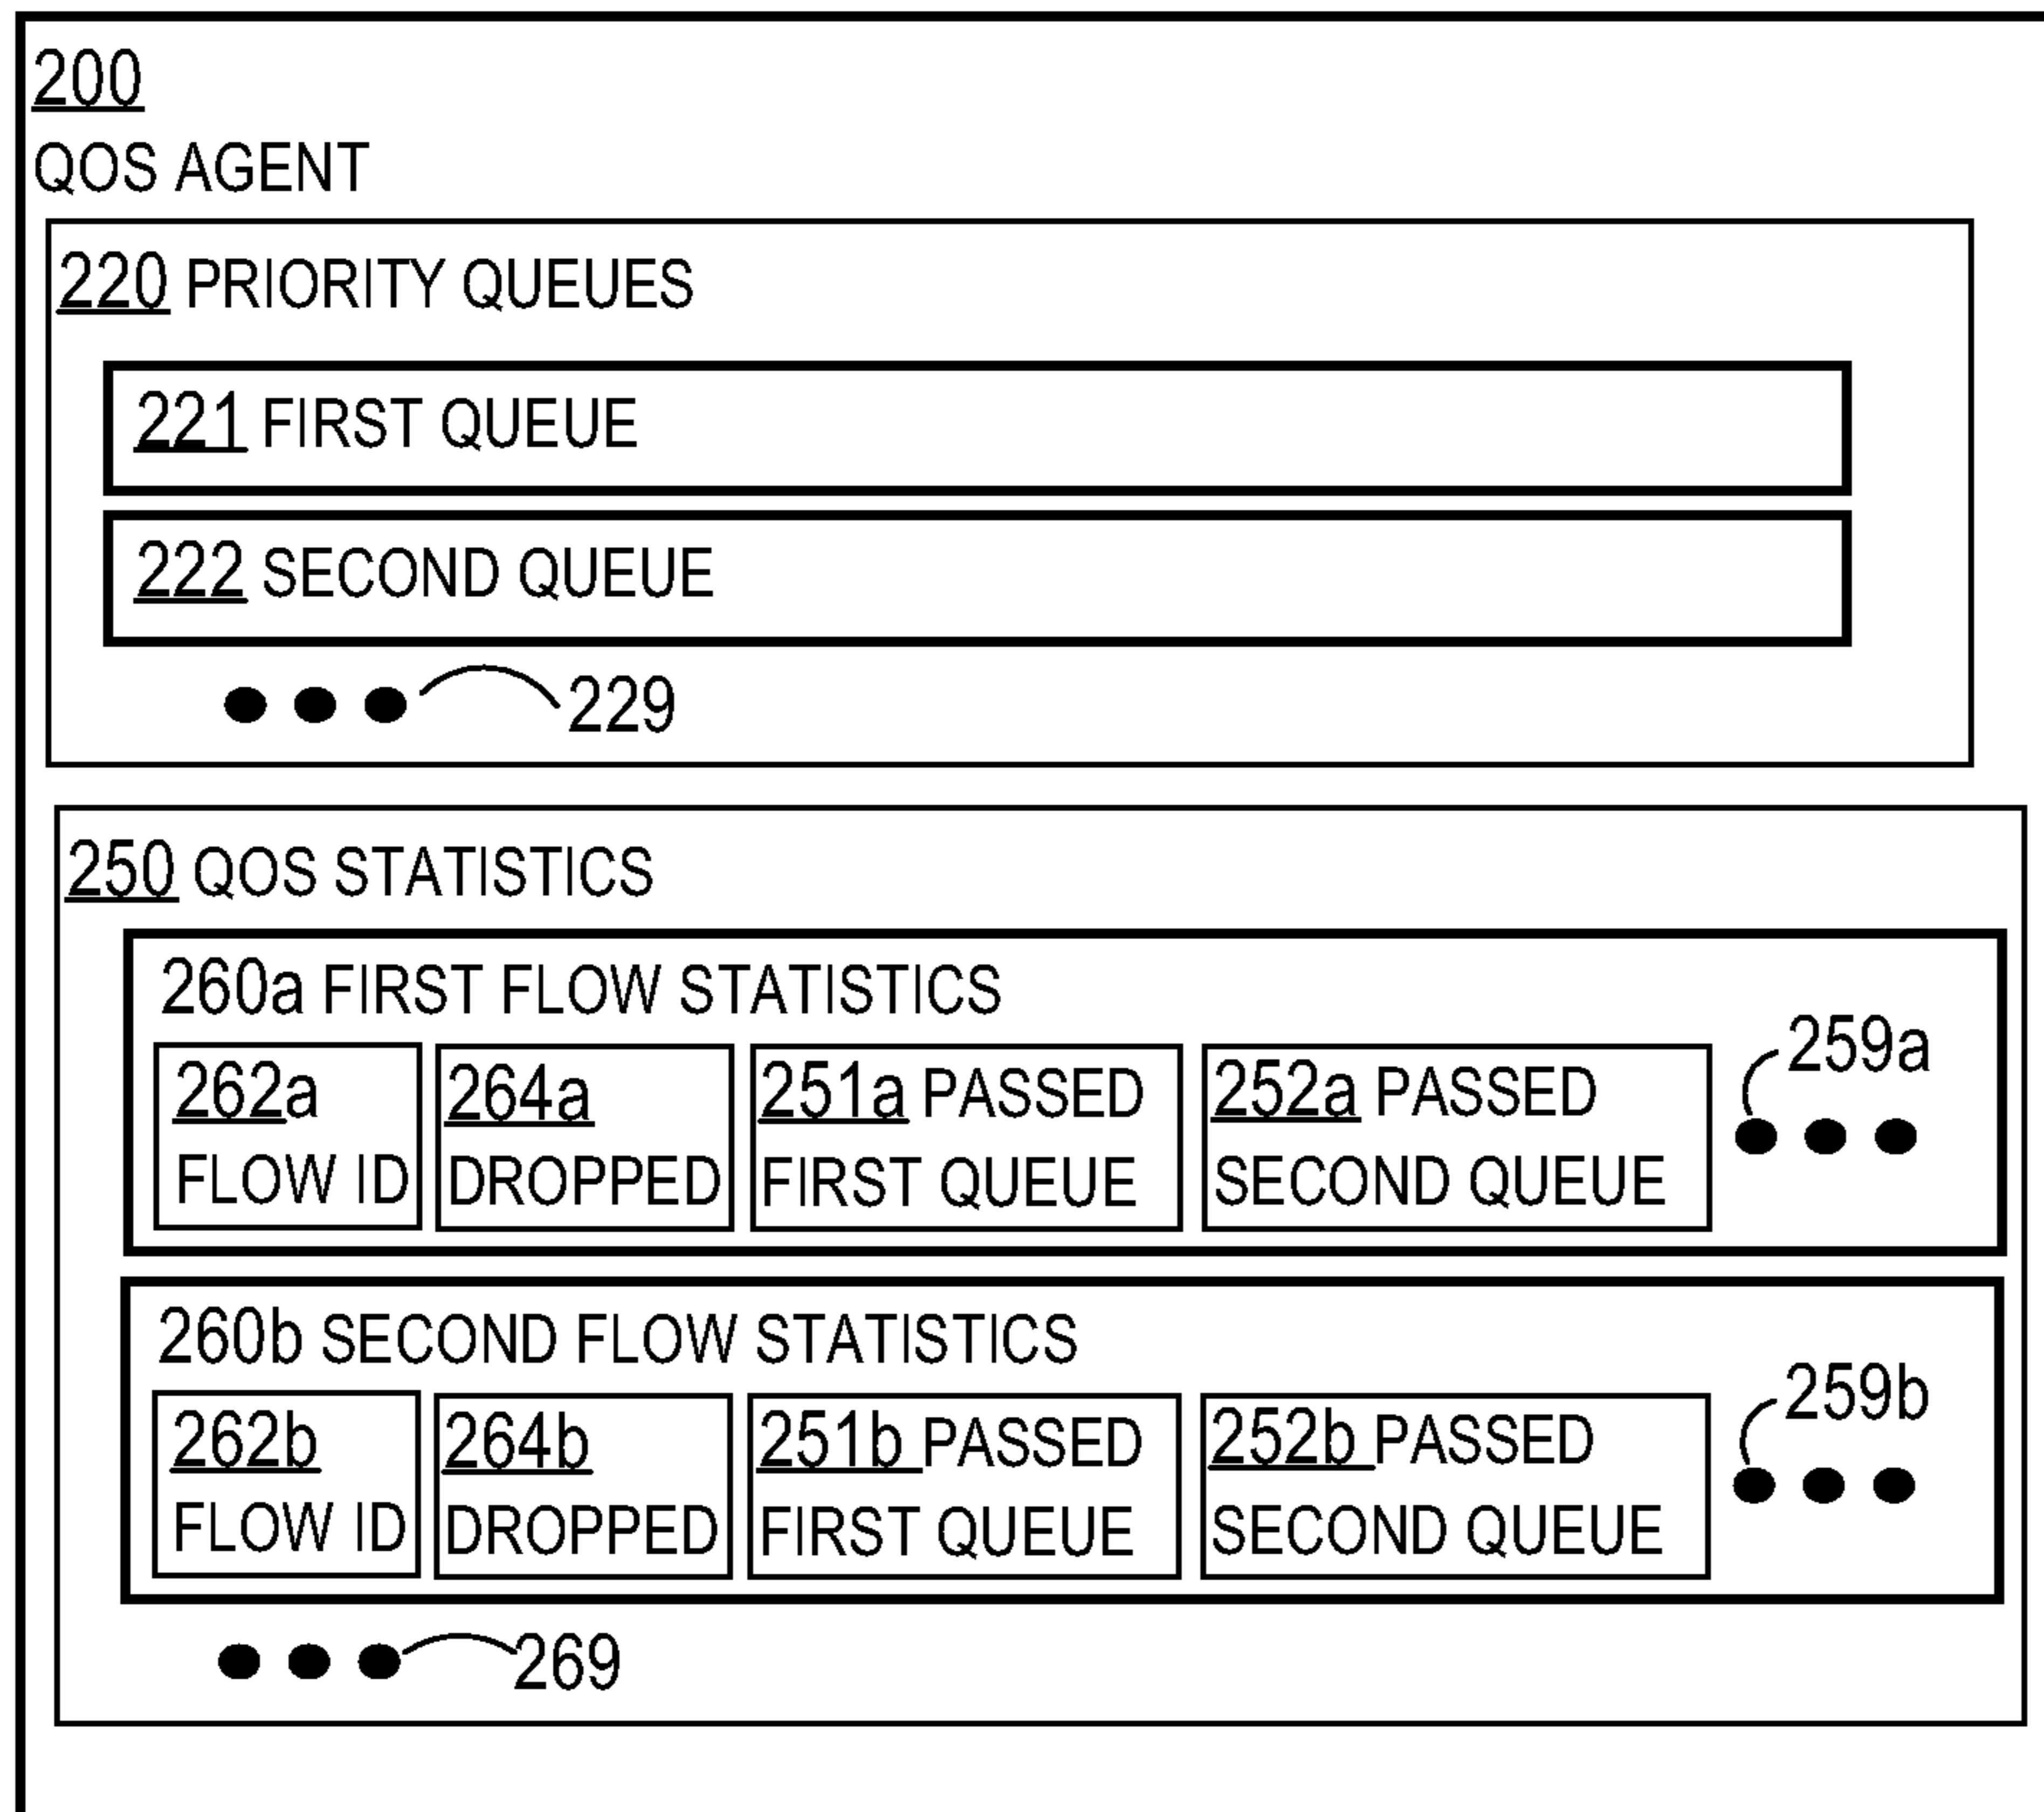 200
QOS AGENT
220 PRIORITY QUEUES
221 FIRST QUEUE
222 SECOND QUEUE
229
250 QOS STATISTICS
260a FIRST FLOW STATISTICS
259a
262a
FLOW ID
264a
DROPPED
251a PASSED
FIRST QUEUE
252a PASSED
SECOND QUEUE
260b SECOND FLOW STATISTICS
259b
262b
FLOW ID
264b
DROPPED
251b PASSED
FIRST QUEUE
252b PASSED
SECOND QUEUE
269